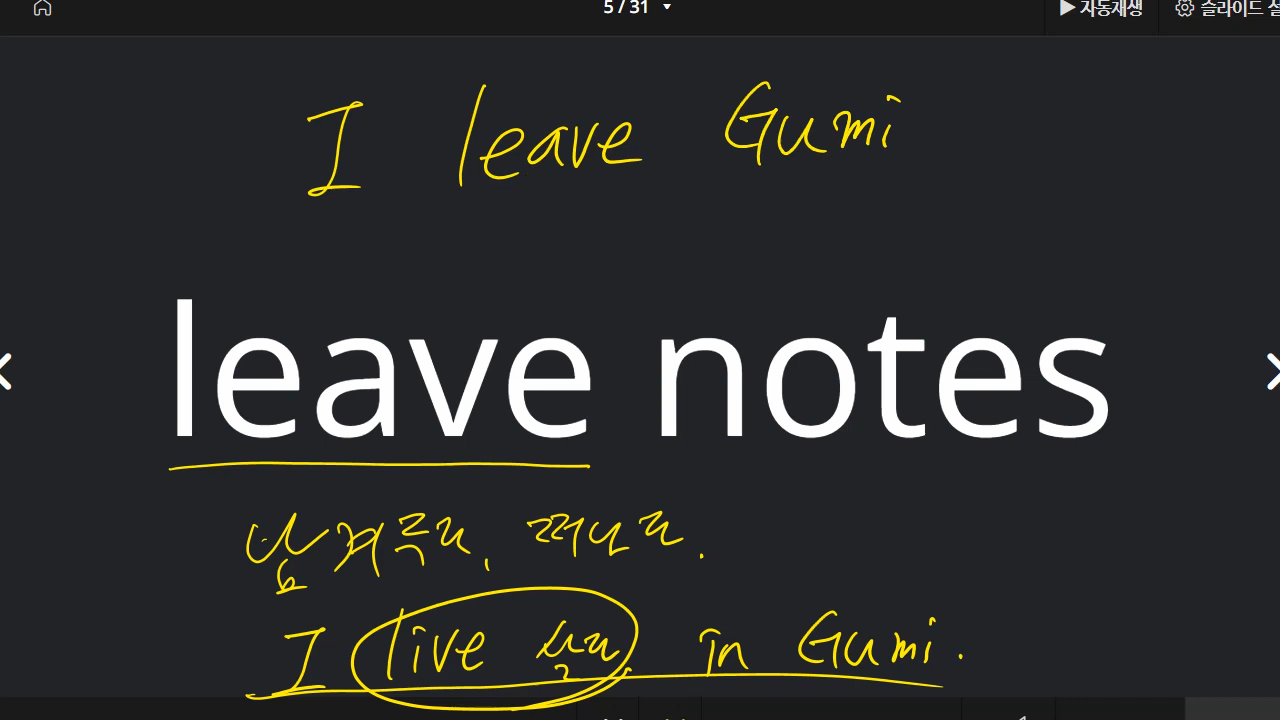 5 / 31 자동재생 슬라이드
I leave Gumi
leave notes
남겨두다, 떠나다.
I live 살다 in Gumi.